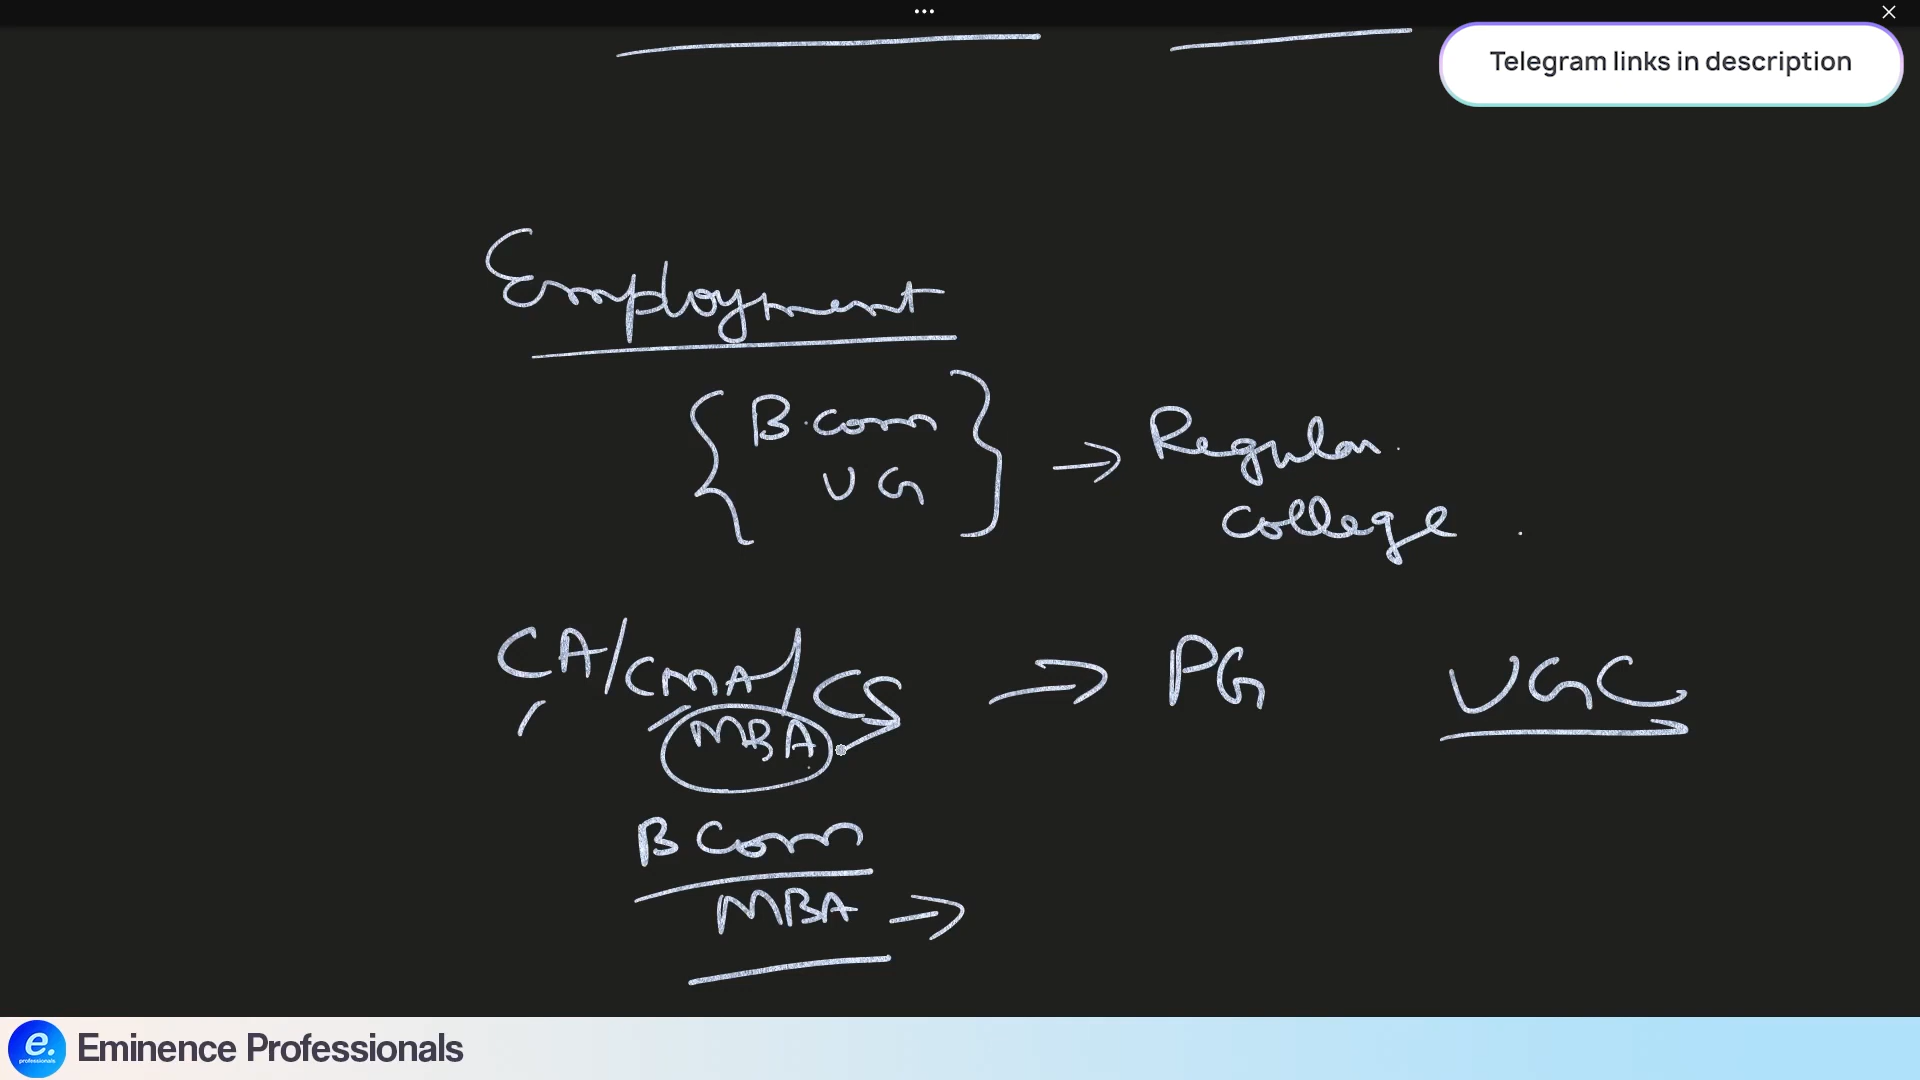 Telegram links in description
Employment
B.com
UG
→ Regular
college
CA/CMA/CS → PG UGC
MBA
B Com
MBA →
e.
professionals
Eminence Professionals